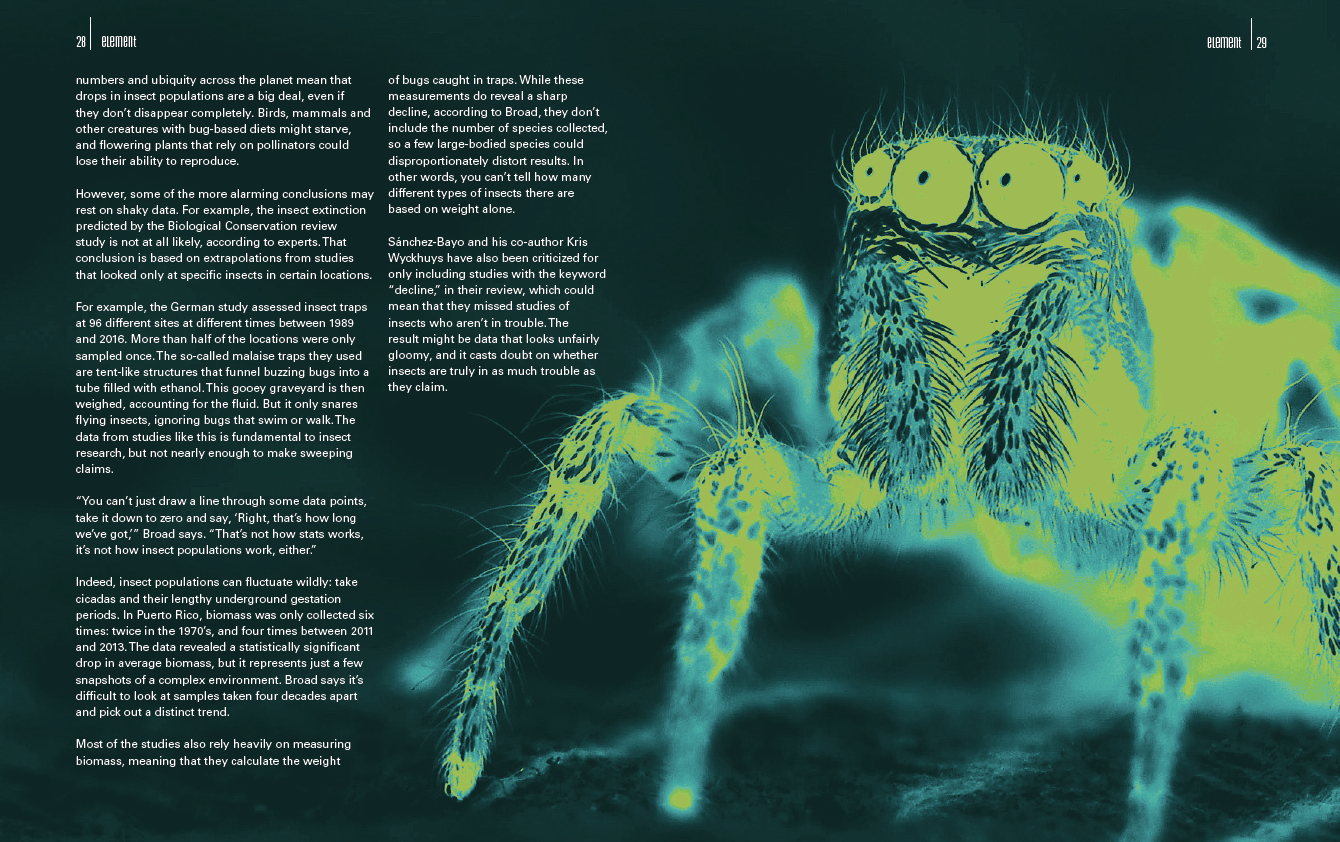 28 element
numbers and ubiquity across the planet mean that
drops in insect populations are a big deal, even if
they don’t disappear completely. Birds, mammals and
other creatures with bug-based diets might starve,
and flowering plants that rely on pollinators could
lose their ability to reproduce.
However, some of the more alarming conclusions may
rest on shaky data. For example, the insect extinction
predicted by the Biological Conservation review
study is not at all likely, according to experts. That
conclusion is based on extrapolations from studies
that looked only at specific insects in certain locations.
For example, the German study assessed insect traps
at 96 different sites at different times between 1989
and 2016. More than half of the locations were only
sampled once. The so-called malaise traps they used
are tent-like structures that funnel buzzing bugs into a
tube filled with ethanol. This gooey graveyard is then
weighed, accounting for the fluid. But it only snares
flying insects, ignoring bugs that swim or walk. The
data from studies like this is fundamental to insect
research, but not nearly enough to make sweeping
claims.
“You can’t just draw a line through some data points,
take it down to zero and say, ‘Right, that’s how long
we’ve got,’” Broad says. “That’s not how stats works,
it’s not how insect populations work, either.”
Indeed, insect populations can fluctuate wildly: take
cicadas and their lengthy underground gestation
periods. In Puerto Rico, biomass was only collected six
times: twice in the 1970’s, and four times between 2011
and 2013. The data revealed a statistically significant
drop in average biomass, but it represents just a few
snapshots of a complex environment. Broad says it’s
difficult to look at samples taken four decades apart
and pick out a distinct trend.
Most of the studies also rely heavily on measuring
biomass, meaning that they calculate the weight
of bugs caught in traps. While these
measurements do reveal a sharp
decline, according to Broad, they don’t
include the number of species collected,
so a few large-bodied species could
disproportionately distort results. In
other words, you can’t tell how many
different types of insects there are
based on weight alone.
Sánchez-Bayo and his co-author Kris
Wyckhuys have also been criticized for
only including studies with the keyword
“decline,” in their review, which could
mean that they missed studies of
insects who aren’t in trouble. The
result might be data that looks unfairly
gloomy, and it casts doubt on whether
insects are truly in as much trouble as
they claim.
element 29